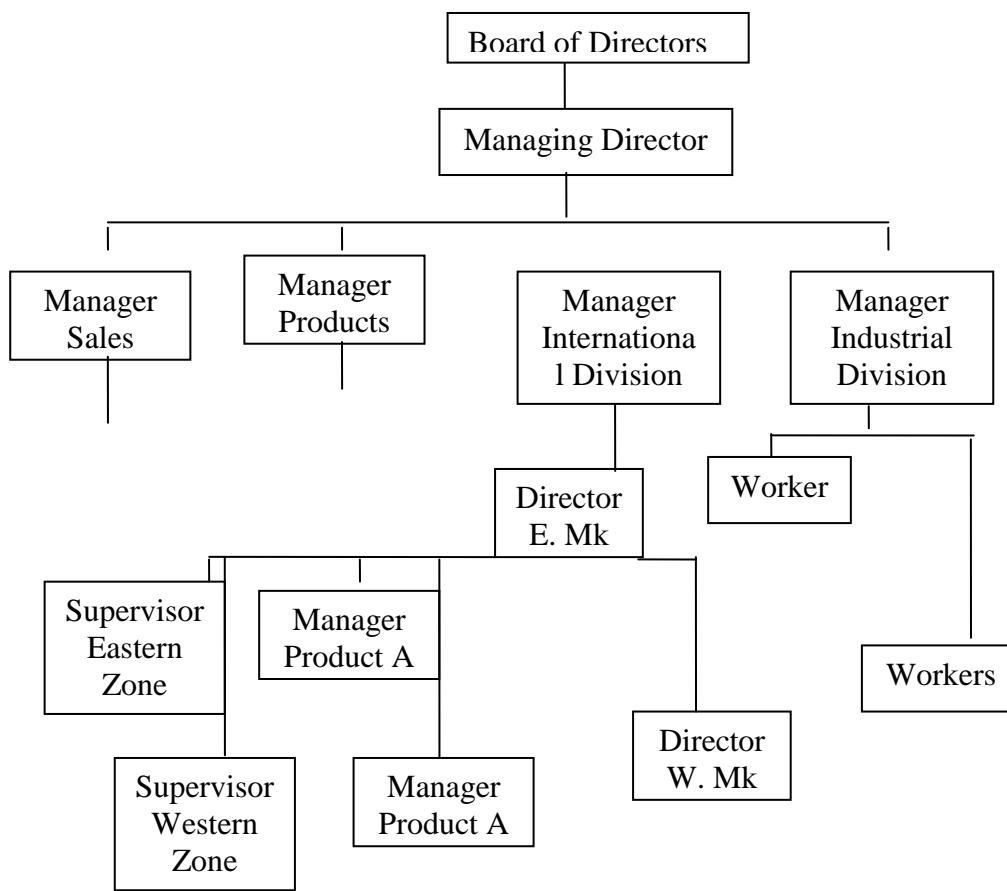 Board of Directors
Managing Director
Manager
Sales
Manager
Products
Manager
Internationa
l Division
Manager
Industrial
Division
Director
E. Mk
Worker
Supervisor
Eastern
Zone
Manager
Product A
Workers
Director
W. Mk
Supervisor
Western
Zone
Manager
Product A